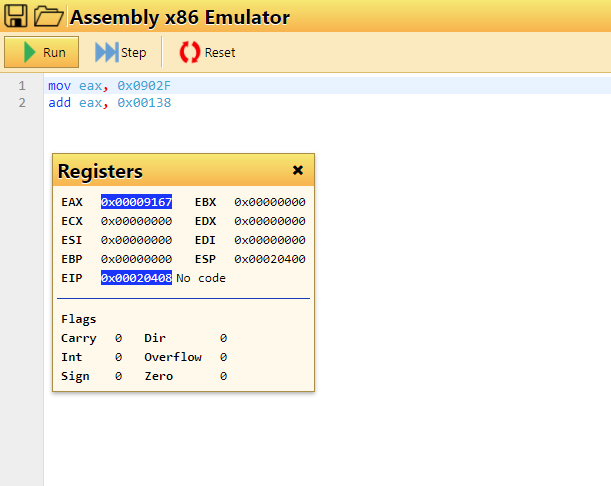 Assembly x86 Emulator
Run Step Reset
1 mov eax, 0x0902F
2 add eax, 0x00138
Registers ×
EAX 0x00009167 EBX 0x00000000
ECX 0x00000000 EDX 0x00000000
ESI 0x00000000 EDI 0x00000000
EBP 0x00000000 ESP 0x00020400
EIP 0x00020408 No code
Flags
Carry 0 Dir 0
Int 0 Overflow 0
Sign 0 Zero 0